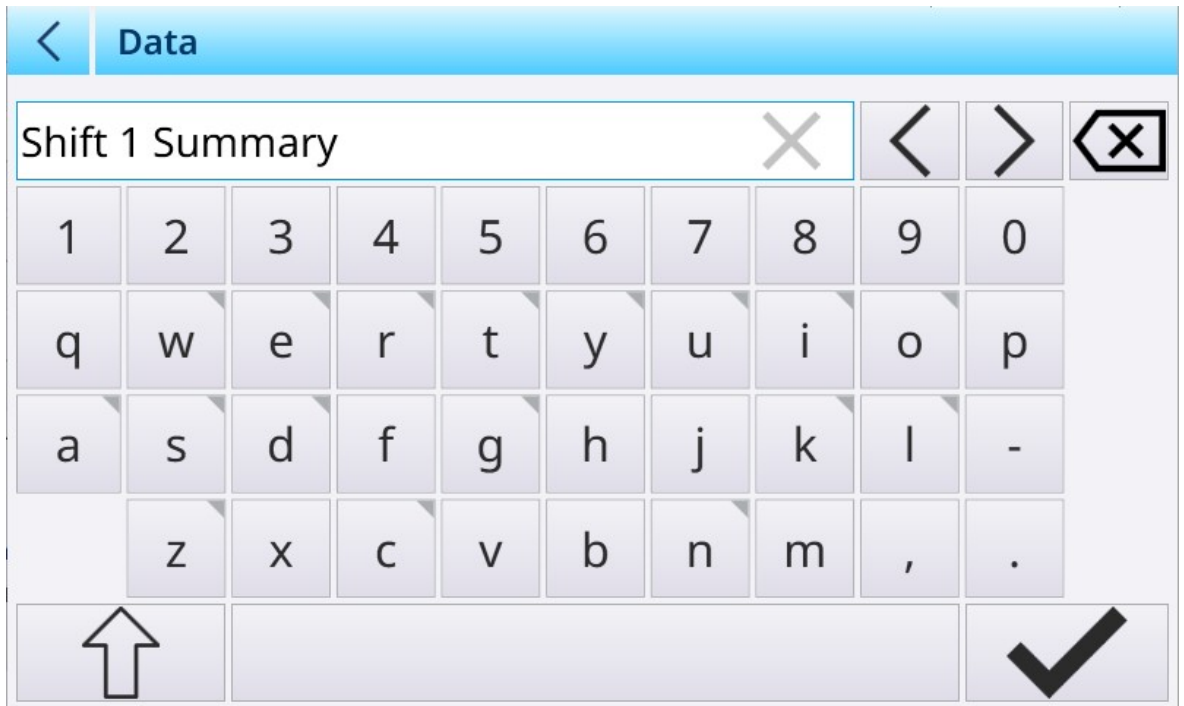 Data
Shift 1 Summary
1 2 3 4 5 6 7 8 9 0
q w e r t y u i o p
a s d f g h j k l -
z x c v b n m , .